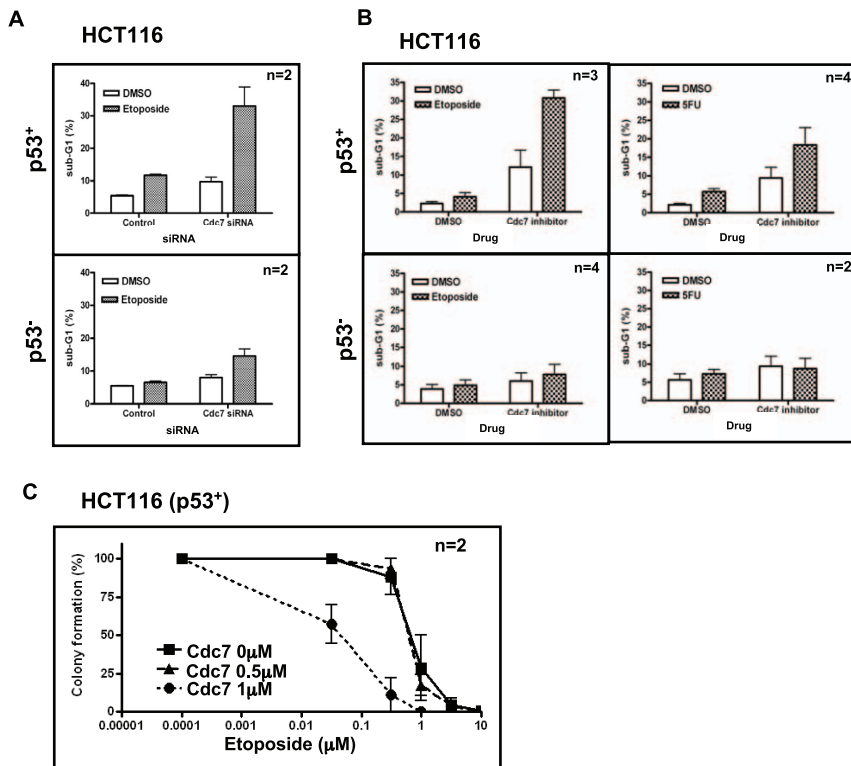 A
HCT116
p53⁺
n=2
DMSO
Etoposide
sub-G1 (%)
40
30
20
10
0
Control
Cdc7 siRNA
siRNA
p53⁻
n=2
DMSO
Etoposide
sub-G1 (%)
40
30
20
10
0
Control
Cdc7 siRNA
siRNA
B
HCT116
p53⁺
n=3
DMSO
Etoposide
sub-G1 (%)
35
30
25
20
15
10
5
0
DMSO
Cdc7 inhibitor
Drug
n=4
DMSO
5FU
sub-G1 (%)
35
30
25
20
15
10
5
0
DMSO
Cdc7 inhibitor
Drug
p53⁻
n=4
DMSO
Etoposide
sub-G1 (%)
35
30
25
20
15
10
5
0
DMSO
Cdc7 inhibitor
Drug
n=2
DMSO
5FU
sub-G1 (%)
35
30
25
20
15
10
5
0
DMSO
Cdc7 inhibitor
Drug
C
HCT116 (p53⁺)
n=2
Colony formation (%)
100
75
50
25
0
Cdc7 0μM
Cdc7 0.5μM
Cdc7 1μM
0.00001 0.0001 0.001 0.01 0.1 1 10
Etoposide (μM)